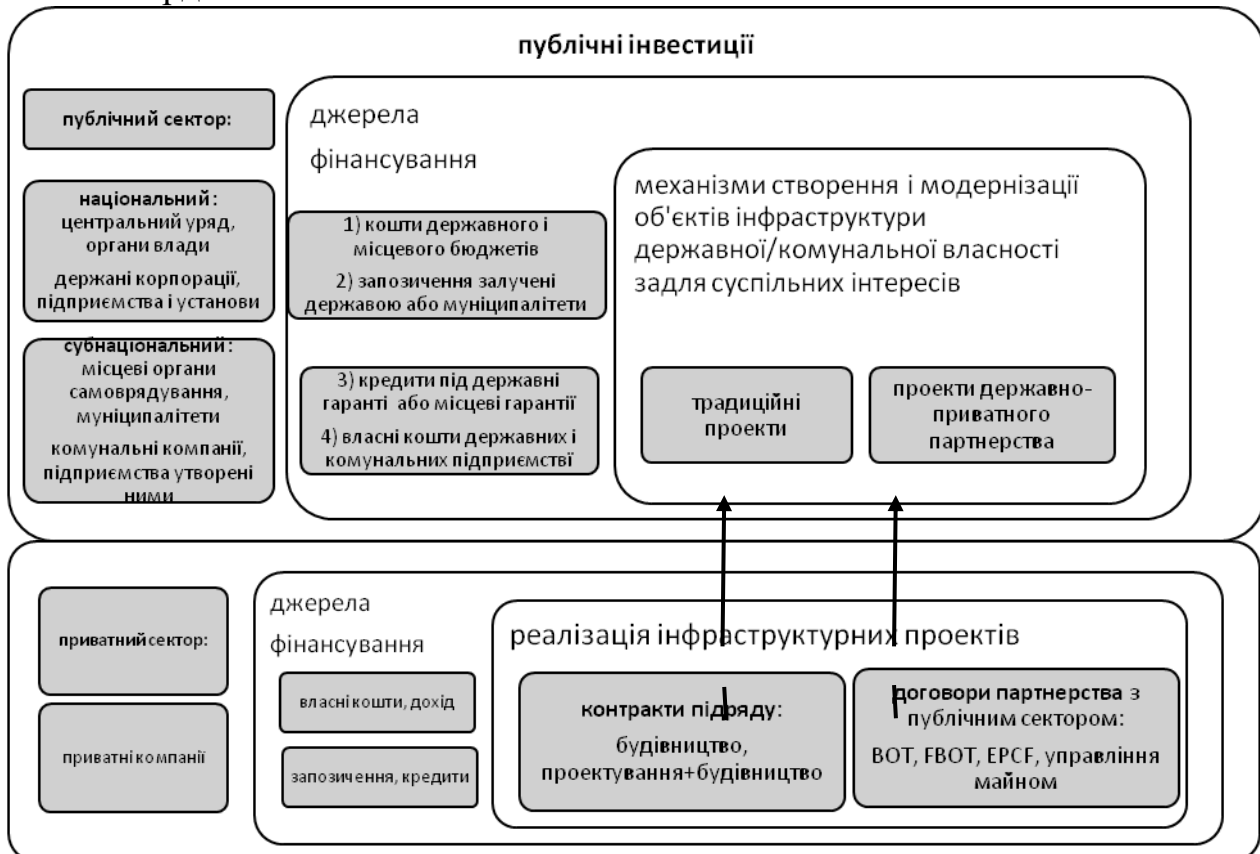 публічні інвестиції
публічний сектор:
національний:
центральний уряд,
органи влади
держані корпорації,
підприємства і установи
субнаціональний:
місцеві органи
самоврядування,
муніципалітети
комунальні компанії,
підприємства утворені
ними
джерела
фінансування
1) кошти державного і
місцевого бюджетів
2) запозичення залучені
державою або муніципалітети
3) кредити під державні
гаранті або місцеві гарантії
4) власні кошти державних і
комунальних підприємстві
механізми створення і модернізації
об'єктів інфраструктури
державної/комунальної власності
задля суспільних інтересів
традиційні
проекти
проекти державно-
приватного
партнерства
приватний сектор:
приватні компанії
джерела
фінансування
власні кошти, дохід
запозичення, кредити
реалізація інфраструктурних проектів
контракти підряду:
будівництво,
проектування+будівництво
договори партнерства з
публічним сектором:
BOT, FBOT, EPCF, управління
майном